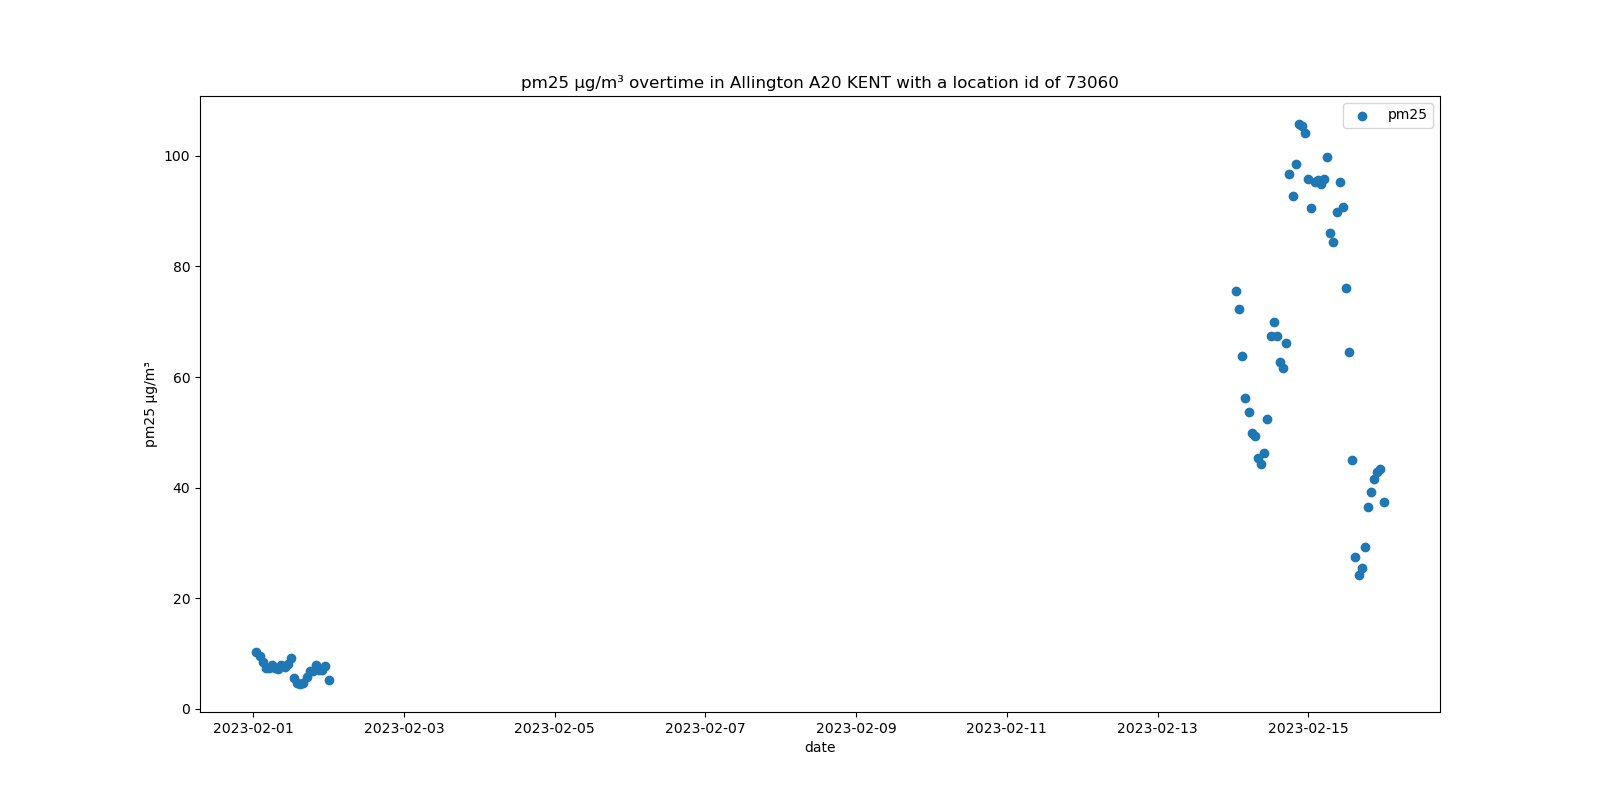 pm25 µg/m³ overtime in Allington A20 KENT with a location id of 73060
pm25
100
80
60
40
20
0
pm25 µg/m³
2023-02-01 2023-02-03 2023-02-05 2023-02-07 2023-02-09 2023-02-11 2023-02-13 2023-02-15
date